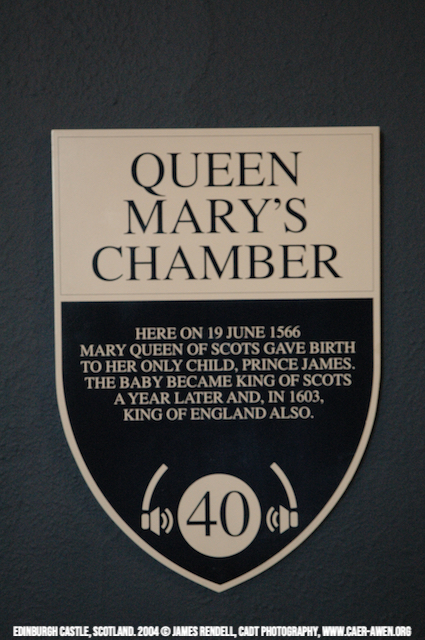 QUEEN
MARY'S
CHAMBER
HERE ON 19 JUNE 1566
MARY QUEEN OF SCOTS GAVE BIRTH
TO HER ONLY CHILD, PRINCE JAMES.
THE BABY BECAME KING OF SCOTS
A YEAR LATER AND, IN 1603,
KING OF ENGLAND ALSO.
40
EDINBURGH CASTLE, SCOTLAND. 2004 © JAMES RENDELL, CADT PHOTOGRAPHY, WWW.CAER-AWEN.ORG